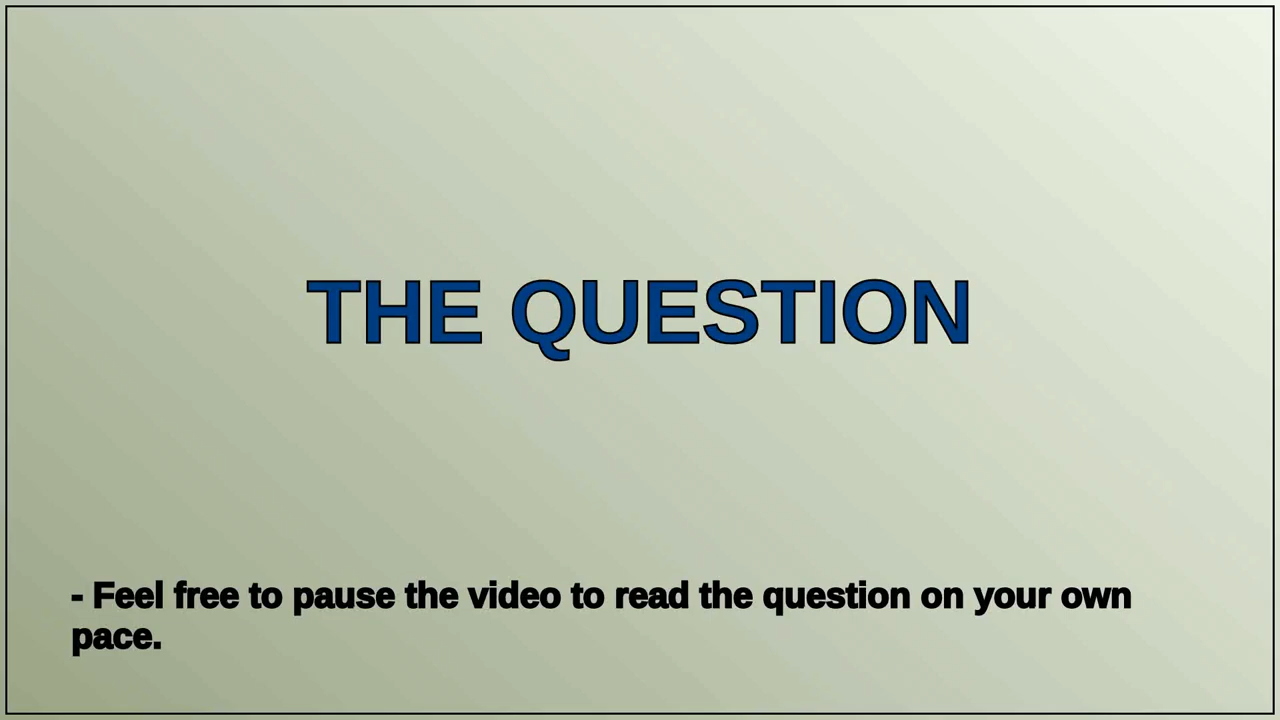 THE QUESTION
- Feel free to pause the video to read the question on your own
pace.